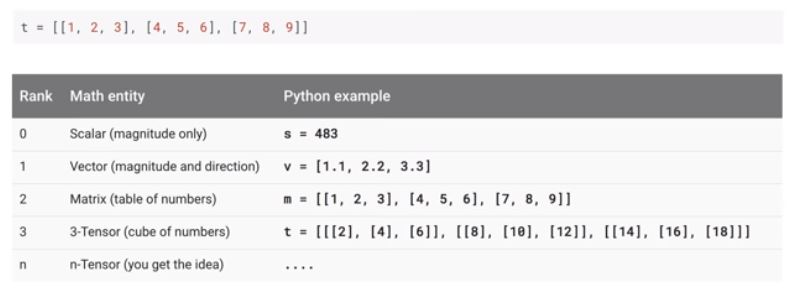 t = [[1, 2, 3], [4, 5, 6], [7, 8, 9]]
Rank Math entity Python example
0 Scalar (magnitude only) s = 483
1 Vector (magnitude and direction) v = [1.1, 2.2, 3.3]
2 Matrix (table of numbers) m = [[1, 2, 3], [4, 5, 6], [7, 8, 9]]
3 3-Tensor (cube of numbers) t = [[[2], [4], [6]], [[8], [10], [12]], [[14], [16], [18]]]
n n-Tensor (you get the idea) ....